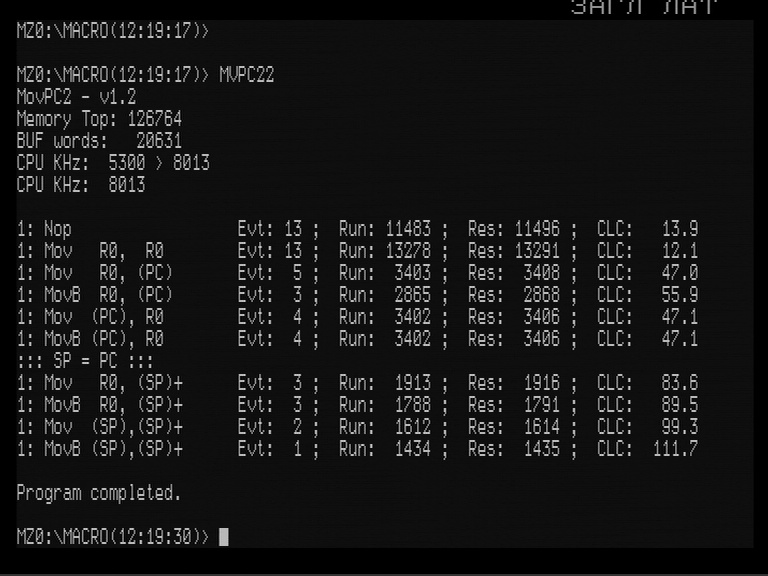 ЗАГЛ ЛАТ
MZ0:\MACRO(12:19:17)>
MZ0:\MACRO(12:19:17)> MVPC22
MovPC2 - v1.2
Memory Top: 126764
BUF words:   20631
CPU KHz:  5300 > 8013
CPU KHz:  8013
1: Nop                  Evt: 13 ;  Run: 11483 ;  Res: 11496 ;  CLC:   13.9
1: Mov   R0,  R0        Evt: 13 ;  Run: 13278 ;  Res: 13291 ;  CLC:   12.1
1: Mov   R0, (PC)       Evt:  5 ;  Run:  3403 ;  Res:  3408 ;  CLC:   47.0
1: MovB  R0, (PC)       Evt:  3 ;  Run:  2865 ;  Res:  2868 ;  CLC:   55.9
1: Mov  (PC), R0        Evt:  4 ;  Run:  3402 ;  Res:  3406 ;  CLC:   47.1
1: MovB (PC), R0        Evt:  4 ;  Run:  3402 ;  Res:  3406 ;  CLC:   47.1
::: SP = PC :::
1: Mov   R0, (SP)+      Evt:  3 ;  Run:  1913 ;  Res:  1916 ;  CLC:   83.6
1: MovB  R0, (SP)+      Evt:  3 ;  Run:  1788 ;  Res:  1791 ;  CLC:   89.5
1: Mov  (SP),(SP)+      Evt:  2 ;  Run:  1612 ;  Res:  1614 ;  CLC:   99.3
1: MovB (SP),(SP)+      Evt:  1 ;  Run:  1434 ;  Res:  1435 ;  CLC:  111.7
Program completed.
MZ0:\MACRO(12:19:30)>